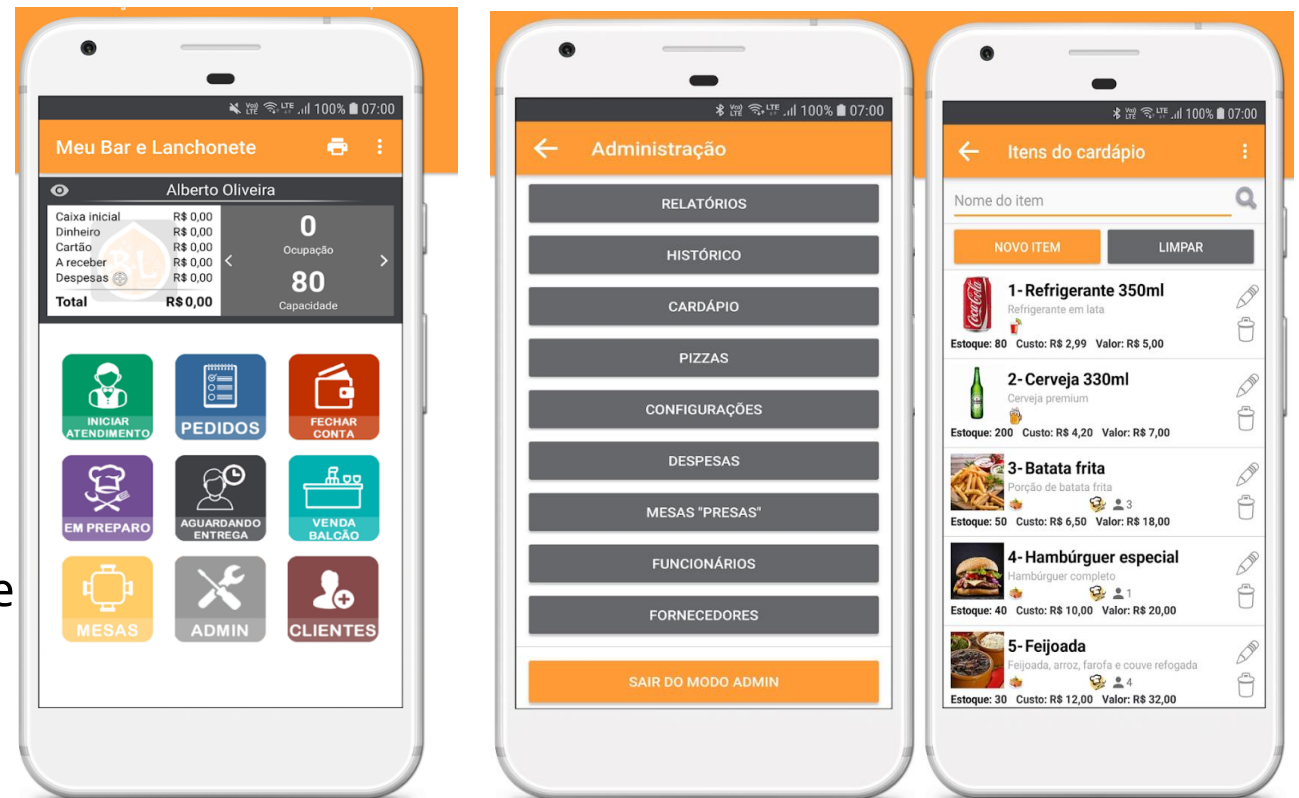 100% 07:00
Meu Bar e Lanchonete
Alberto Oliveira
Caixa inicial R$ 0,00
Dinheiro R$ 0,00
Cartão R$ 0,00
A receber R$ 0,00
Despesas R$ 0,00
Total R$ 0,00
0
Ocupação
80
Capacidade
INICIAR ATENDIMENTO
PEDIDOS
FECHAR CONTA
EM PREPARO
AGUARDANDO ENTREGA
VENDA BALCÃO
MESAS
ADMIN
CLIENTES
e
100% 07:00
Administração
RELATÓRIOS
HISTÓRICO
CARDÁPIO
PIZZAS
CONFIGURAÇÕES
DESPESAS
MESAS "PRESAS"
FUNCIONÁRIOS
FORNECEDORES
SAIR DO MODO ADMIN
100% 07:00
Itens do cardápio
Nome do item
NOVO ITEM LIMPAR
1- Refrigerante 350ml
Refrigerante em lata
Estoque: 80 Custo: R$ 2,99 Valor: R$ 5,00
2- Cerveja 330ml
Cerveja premium
Estoque: 200 Custo: R$ 4,20 Valor: R$ 7,00
3- Batata frita
Porção de batata frita
3
Estoque: 50 Custo: R$ 6,50 Valor: R$ 18,00
4- Hambúrguer especial
Hambúrguer completo
1
Estoque: 40 Custo: R$ 10,00 Valor: R$ 20,00
5- Feijoada
Feijoada, arroz, farofa e couve refogada
4
Estoque: 30 Custo: R$ 12,00 Valor: R$ 32,00